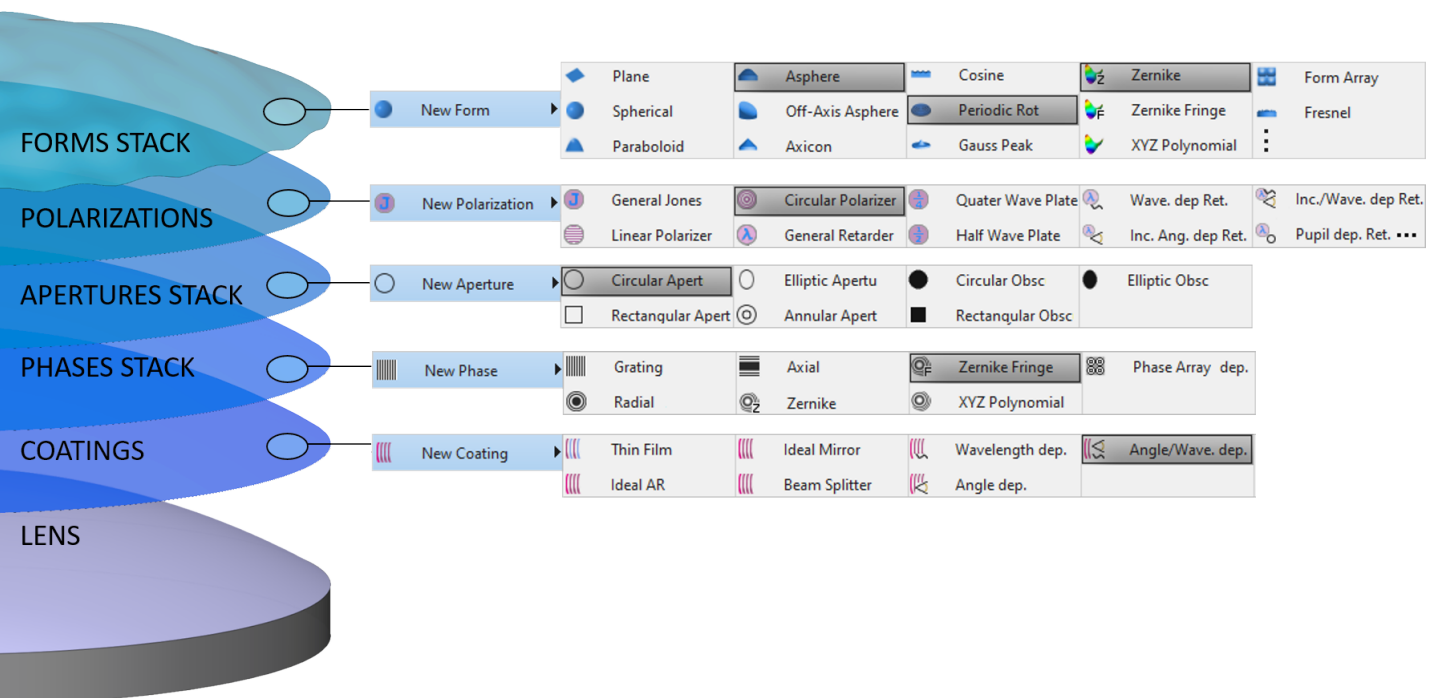 FORMS STACK
New Form
Plane Asphere Cosine Zernike Form Array
Spherical Off-Axis Asphere Periodic Rot Zernike Fringe Fresnel
Paraboloid Axicon Gauss Peak XYZ Polynomial
POLARIZATIONS
New Polarization
General Jones Circular Polarizer Quater Wave Plate Wave. dep Ret. Inc./Wave. dep Ret.
Linear Polarizer General Retarder Half Wave Plate Inc. Ang. dep Ret. Pupil dep. Ret. ...
APERTURES STACK
New Aperture
Circular Apert Elliptic Apertu Circular Obsc Elliptic Obsc
Rectangular Apert Annular Apert Rectangular Obsc
PHASES STACK
New Phase
Grating Axial Zernike Fringe Phase Array dep.
Radial Zernike XYZ Polynomial
COATINGS
New Coating
Thin Film Ideal Mirror Wavelength dep. Angle/Wave. dep.
Ideal AR Beam Splitter Angle dep.
LENS